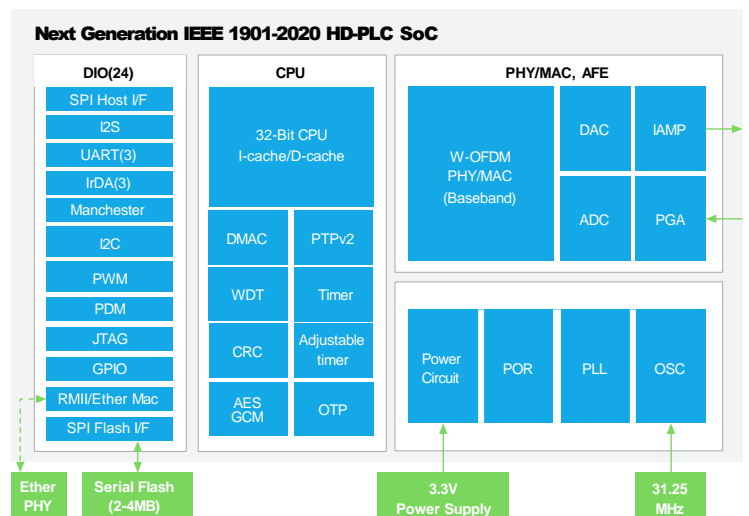 Next Generation IEEE 1901-2020 HD-PLC SoC
DIO(24)
SPI Host I/F
I2S
UART(3)
IrDA(3)
Manchester
I2C
PWM
PDM
JTAG
GPIO
RMII/Ether Mac
SPI Flash I/F
CPU
32-Bit CPU
I-cache/D-cache
DMAC
PTPv2
WDT
Timer
CRC
Adjustable
timer
AES
GCM
OTP
PHY/MAC, AFE
W-OFDM
PHY/MAC
(Baseband)
DAC
IAMP
ADC
PGA
Power
Circuit
POR
PLL
OSC
Ether
PHY
Serial Flash
(2-4MB)
3.3V
Power Supply
31.25
MHz